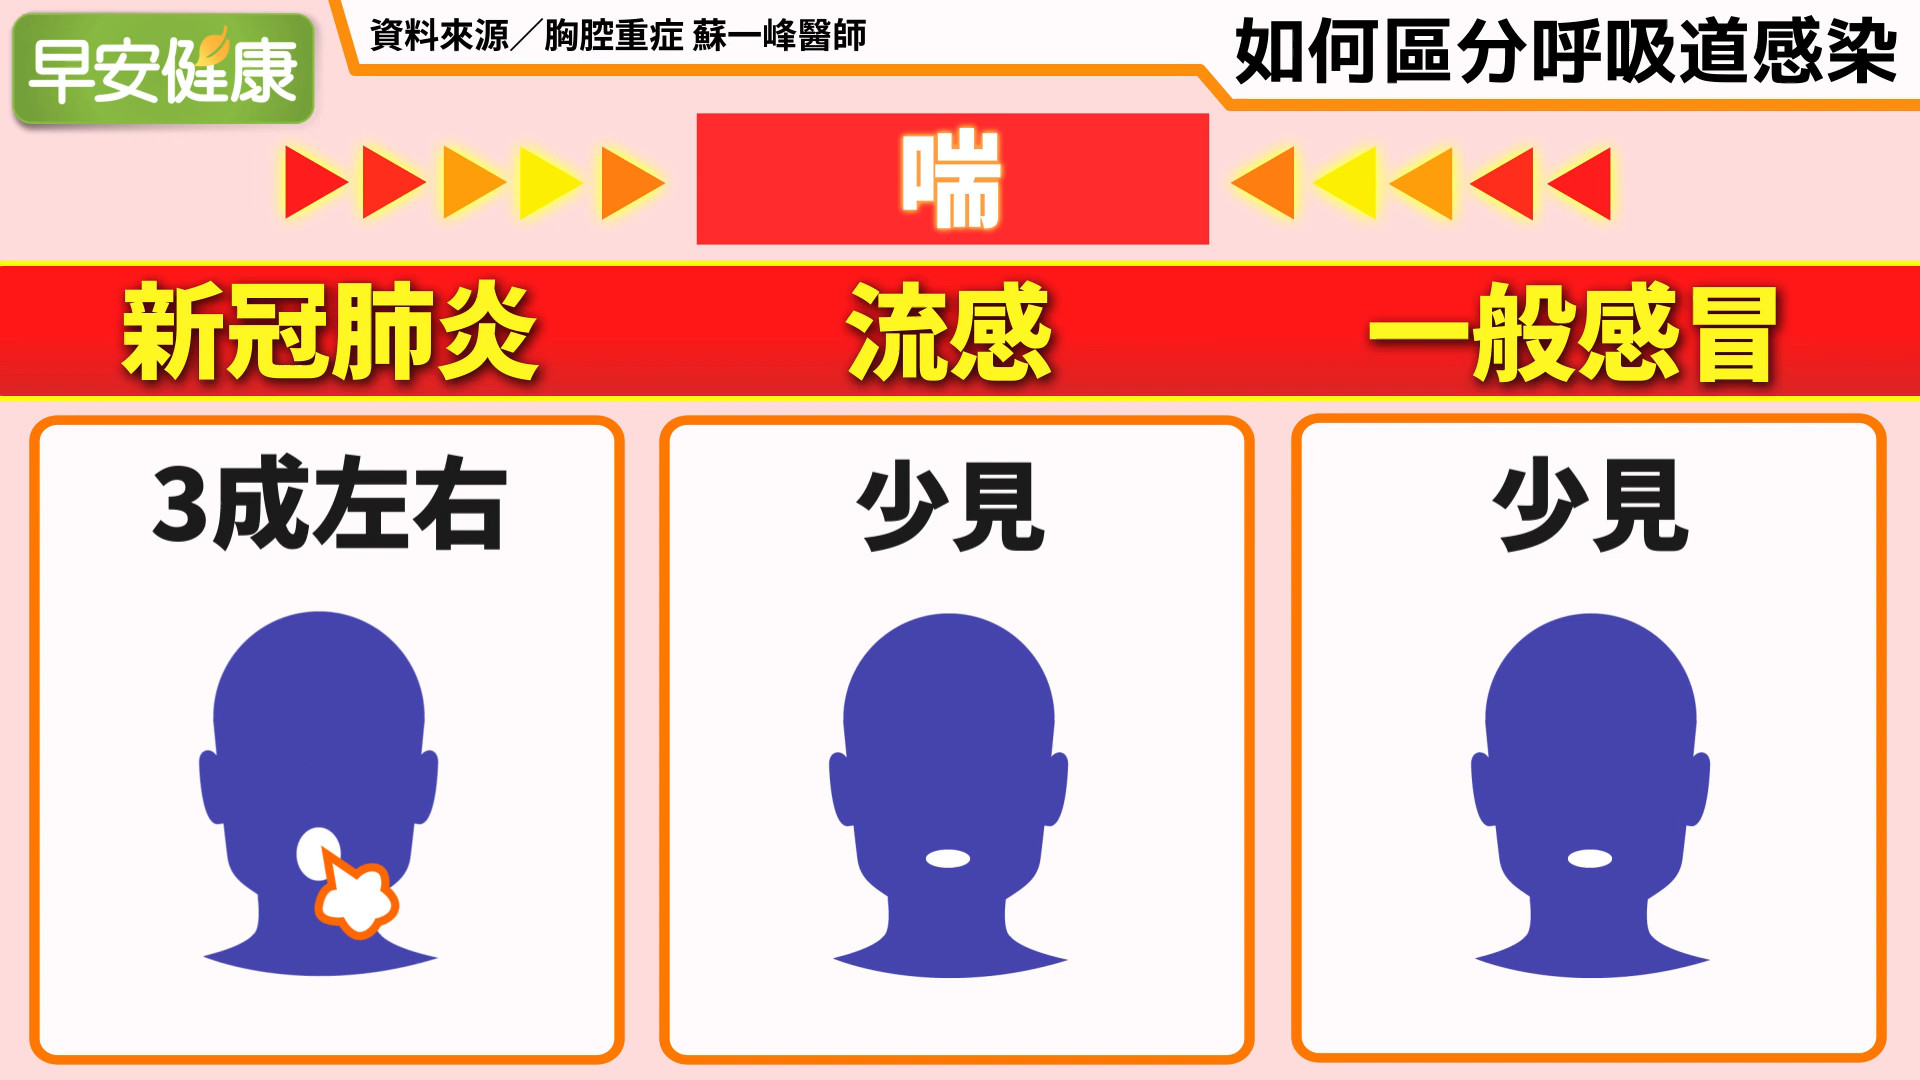 早安健康
資料來源／胸腔重症 蘇一峰醫師
如何區分呼吸道感染
喘
新冠肺炎
流感
一般感冒
3成左右
少見
少見